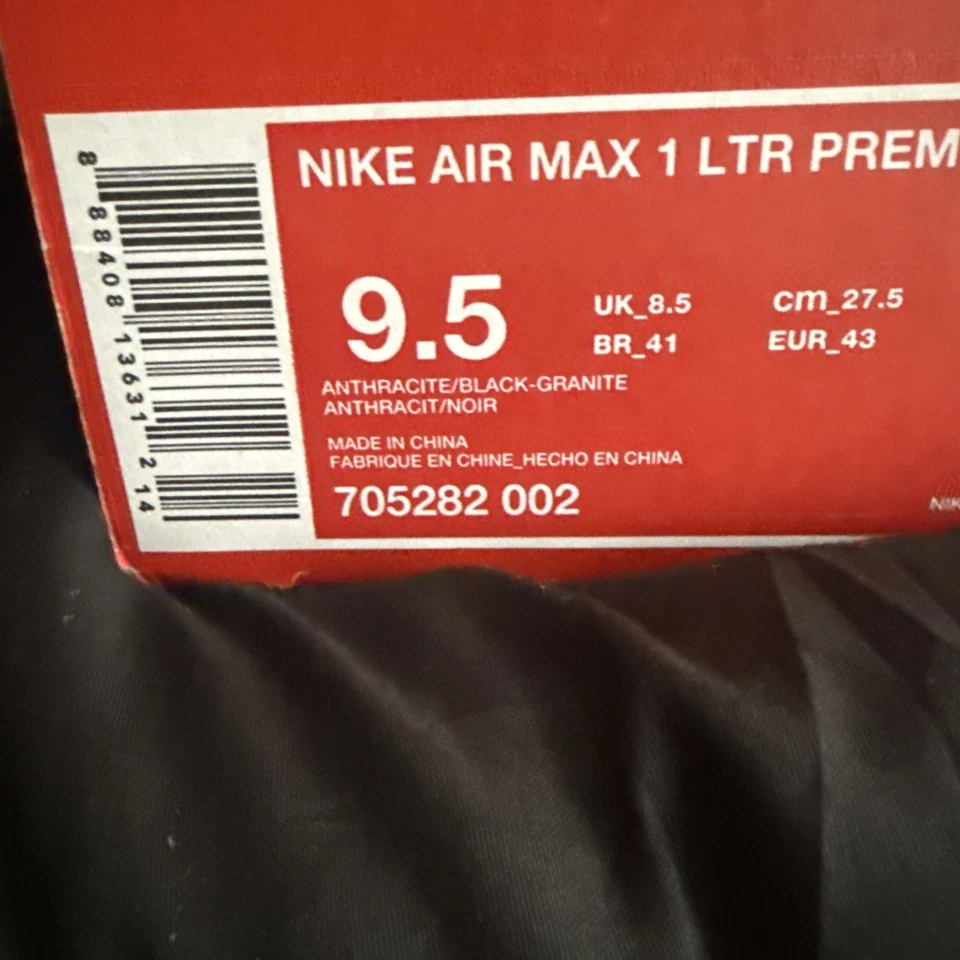 NIKE AIR MAX 1 LTR PREM
9.5
UK_8.5 cm_27.5
BR_41 EUR_43
ANTHRACITE/BLACK-GRANITE
ANTHRACIT/NOIR
MADE IN CHINA
FABRIQUE EN CHINE_HECHO EN CHINA
705282 002
NIK
8 88408 13631 2 14